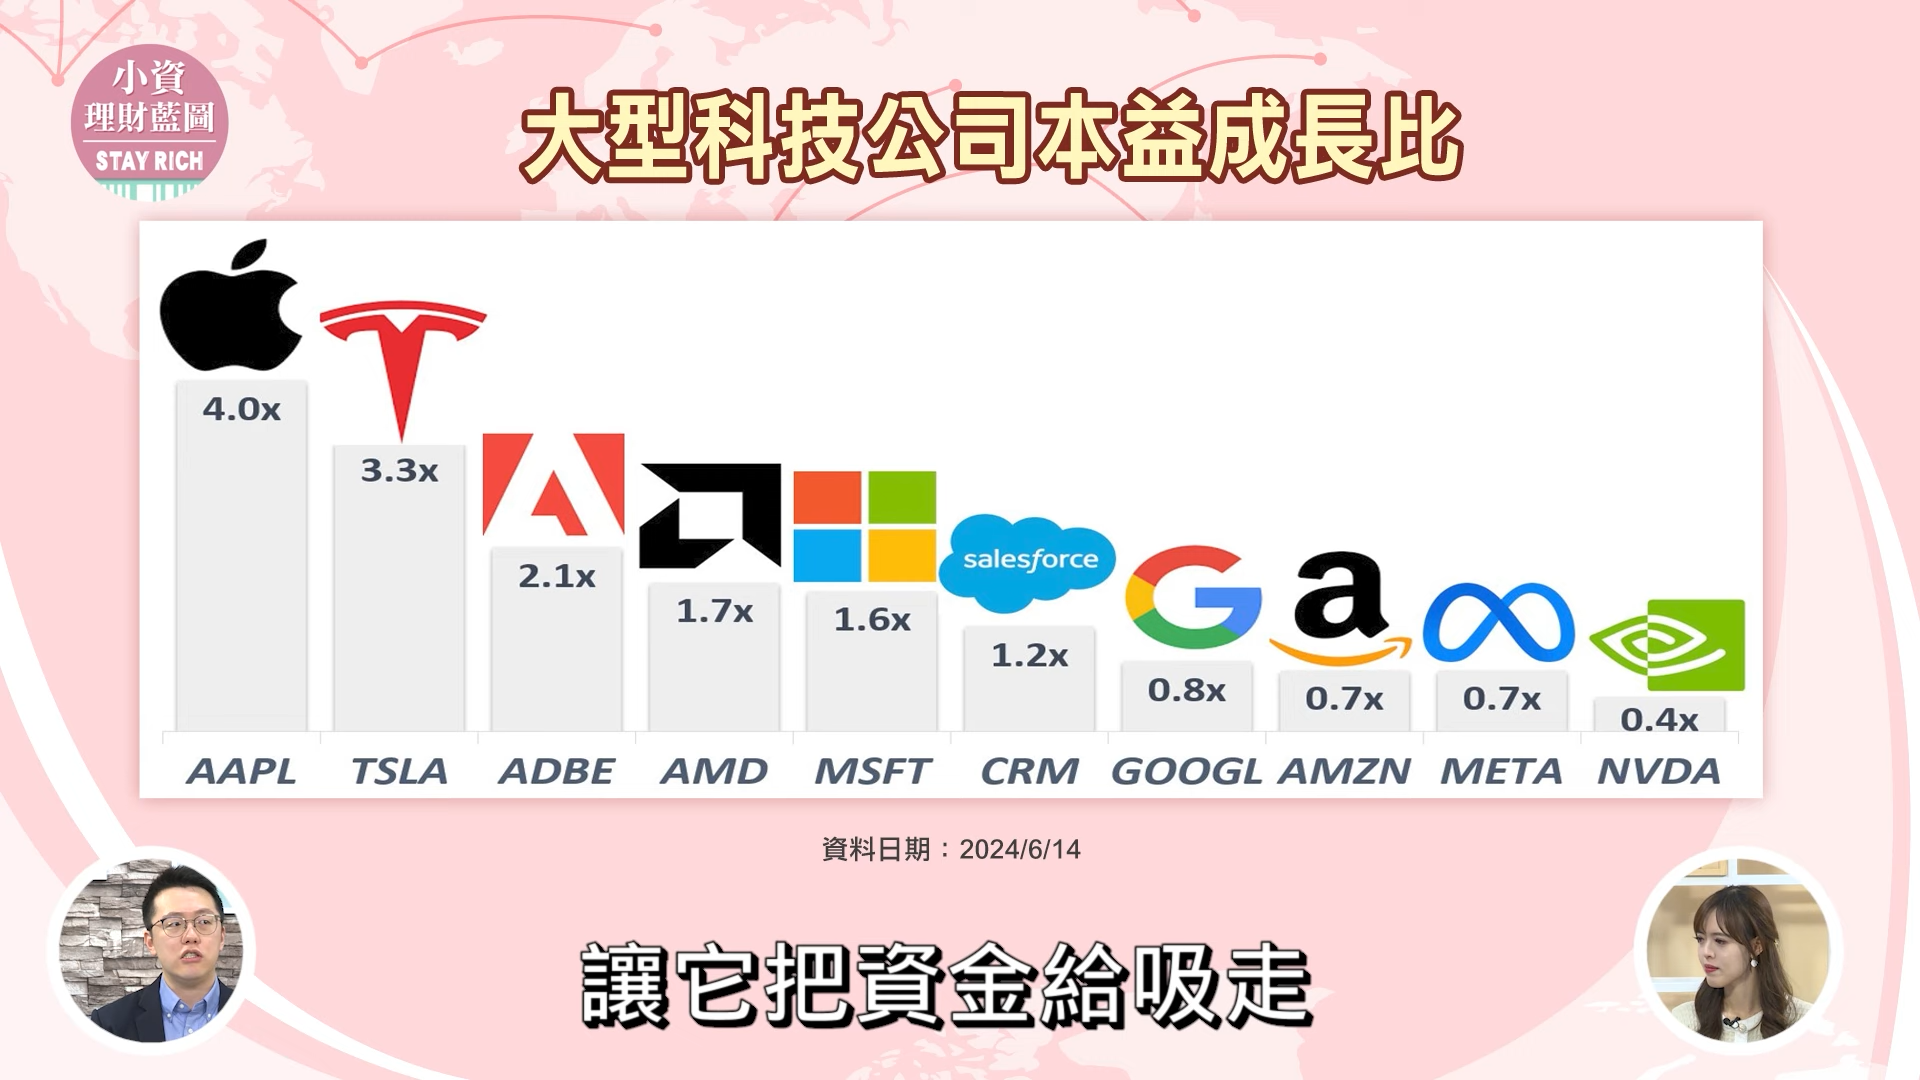 小資
理財藍圖
STAY RICH
大型科技公司本益成長比
4.0x
3.3x
2.1x
1.7x
1.6x
salesforce
1.2x
0.8x
a
0.7x
0.7x
0.4x
AAPL TSLA ADBE AMD MSFT CRM GOOGL AMZN META NVDA
資料日期：2024/6/14
讓它把資金給吸走